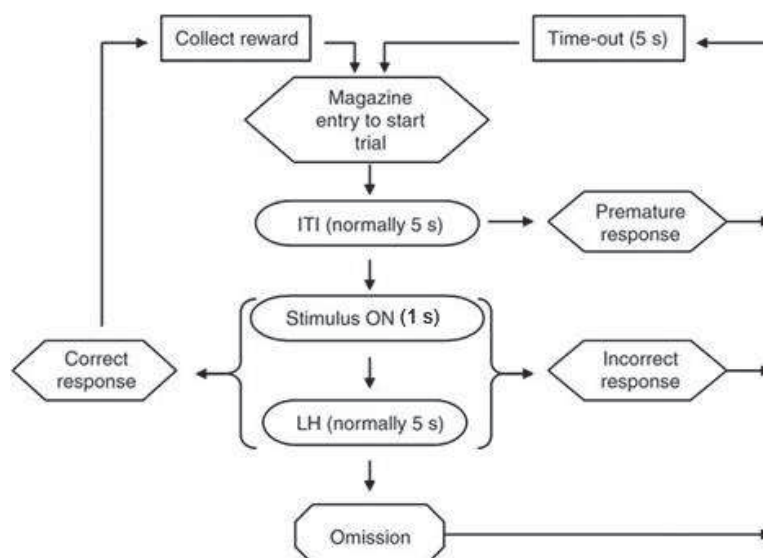 Collect reward
Time-out (5 s)
Magazine
entry to start
trial
ITI (normally 5 s)
Premature
response
Stimulus ON (1 s)
Correct
response
Incorrect
response
LH (normally 5 s)
Omission